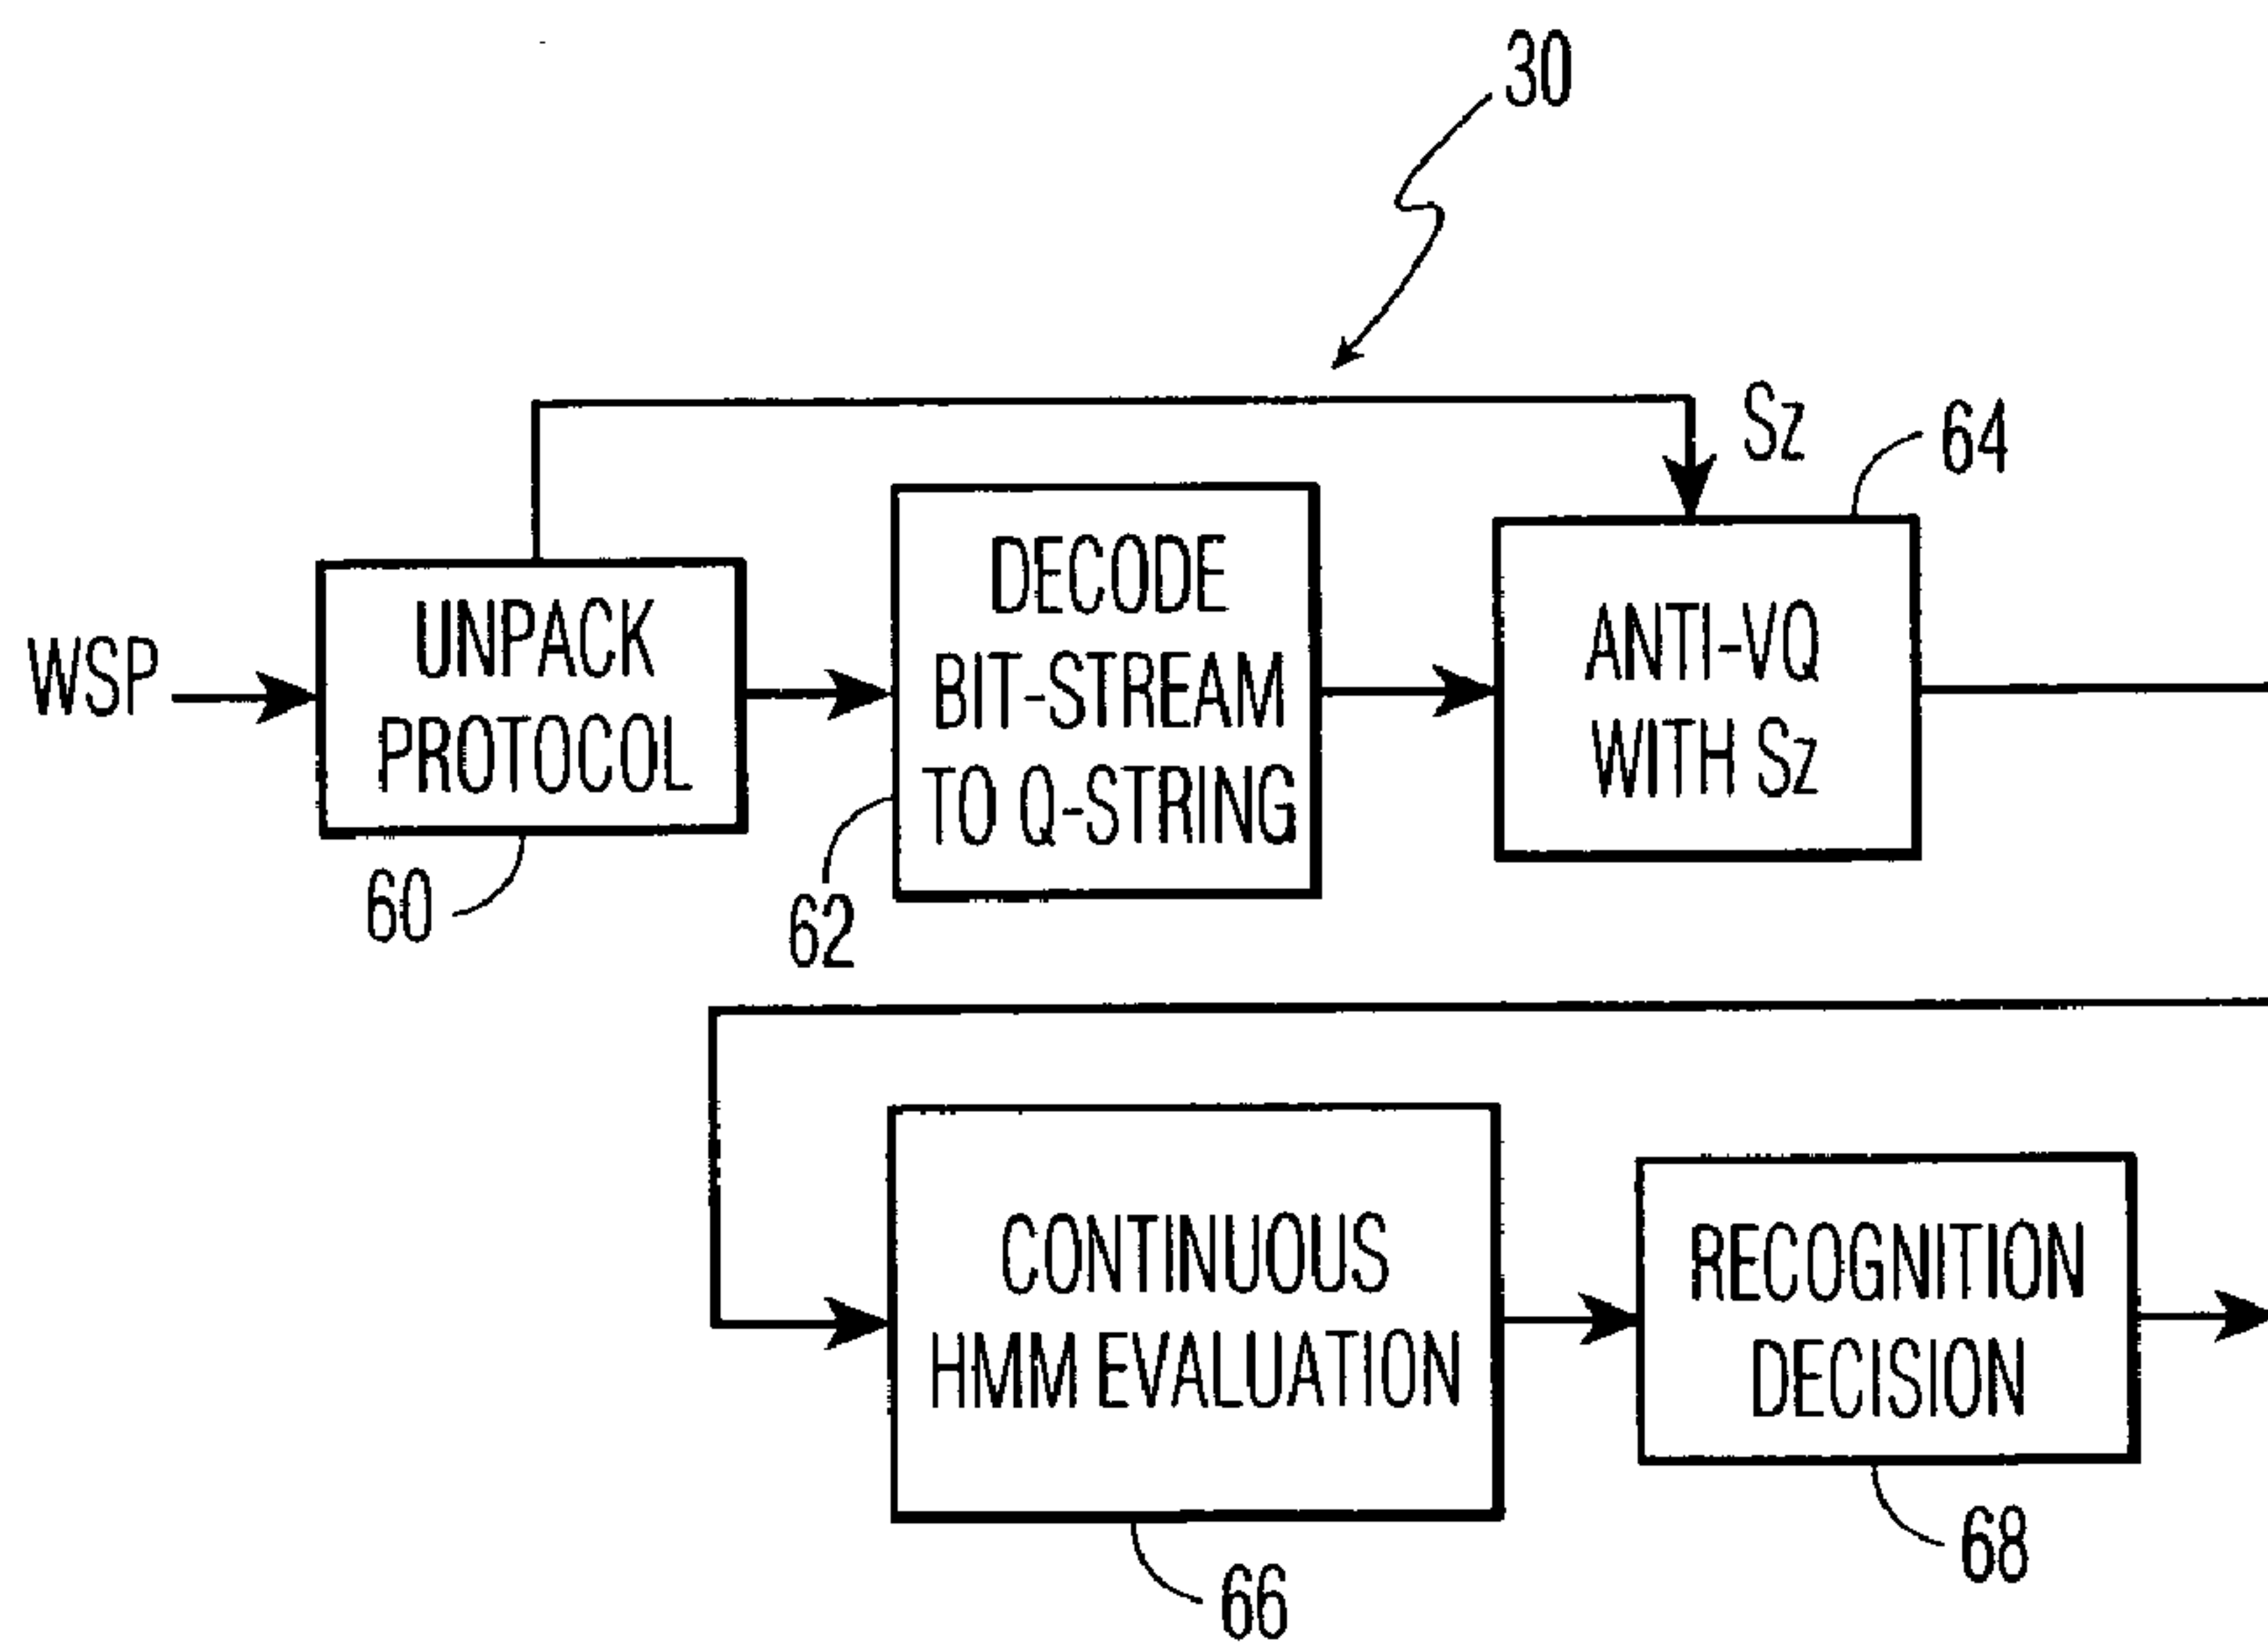 30
Sz
64
WSP
UNPACK
PROTOCOL
60
DECODE
BIT-STREAM
TO Q-STRING
62
ANTI-VQ
WITH Sz
CONTINUOUS
HMM EVALUATION
66
RECOGNITION
DECISION
68